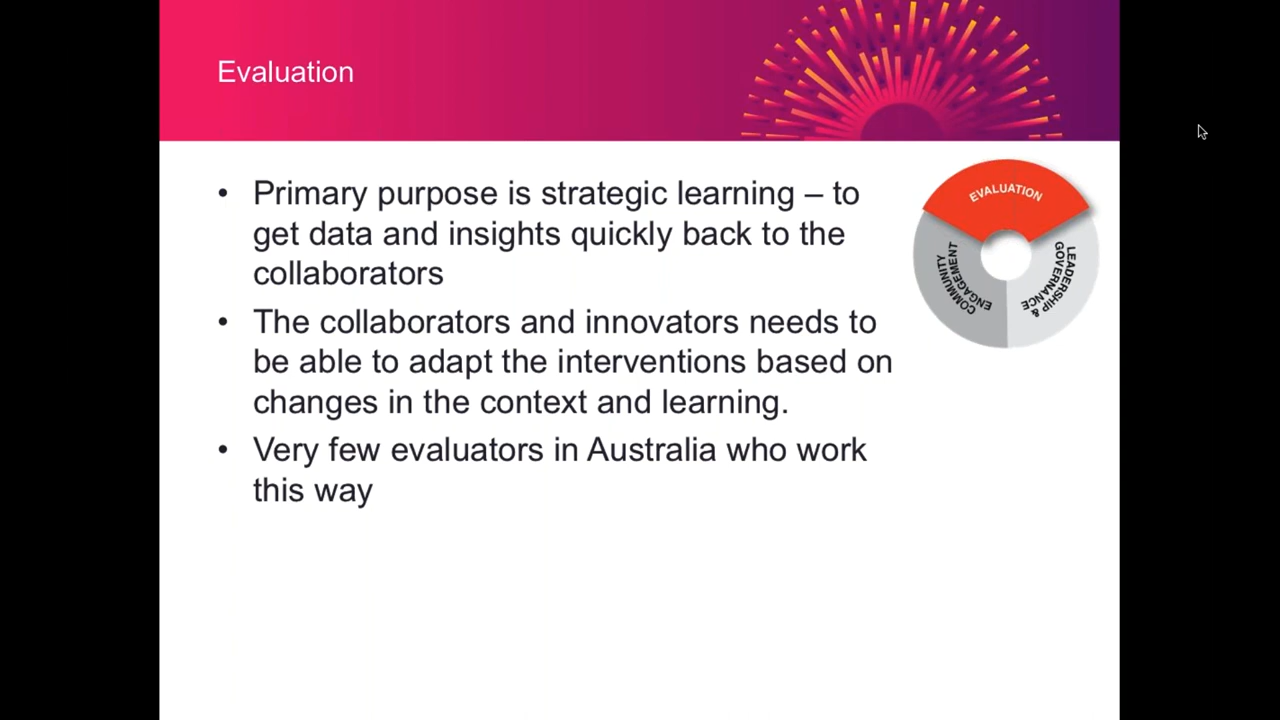 Evaluation
• Primary purpose is strategic learning – to
get data and insights quickly back to the
collaborators
• The collaborators and innovators needs to
be able to adapt the interventions based on
changes in the context and learning.
• Very few evaluators in Australia who work
this way
EVALUATION
COMMUNITY
ENGAGEMENT
LEADERSHIP &
GOVERNANCE